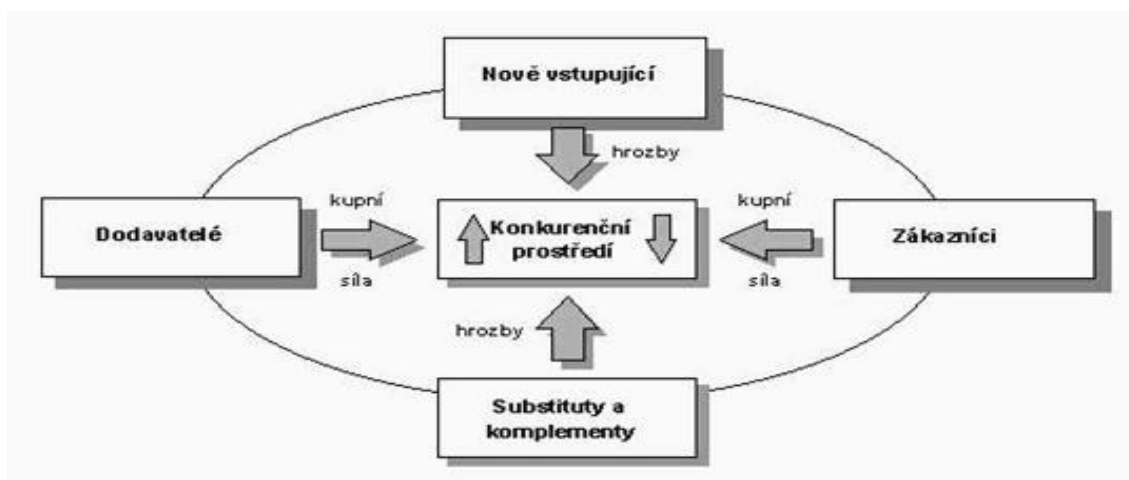 Nově vstupující
hrozby
kupní
kupní
Dodavatelé
Konkurenční
prostředí
Zákazníci
síla
síla
hrozby
Substituty a
komplementy